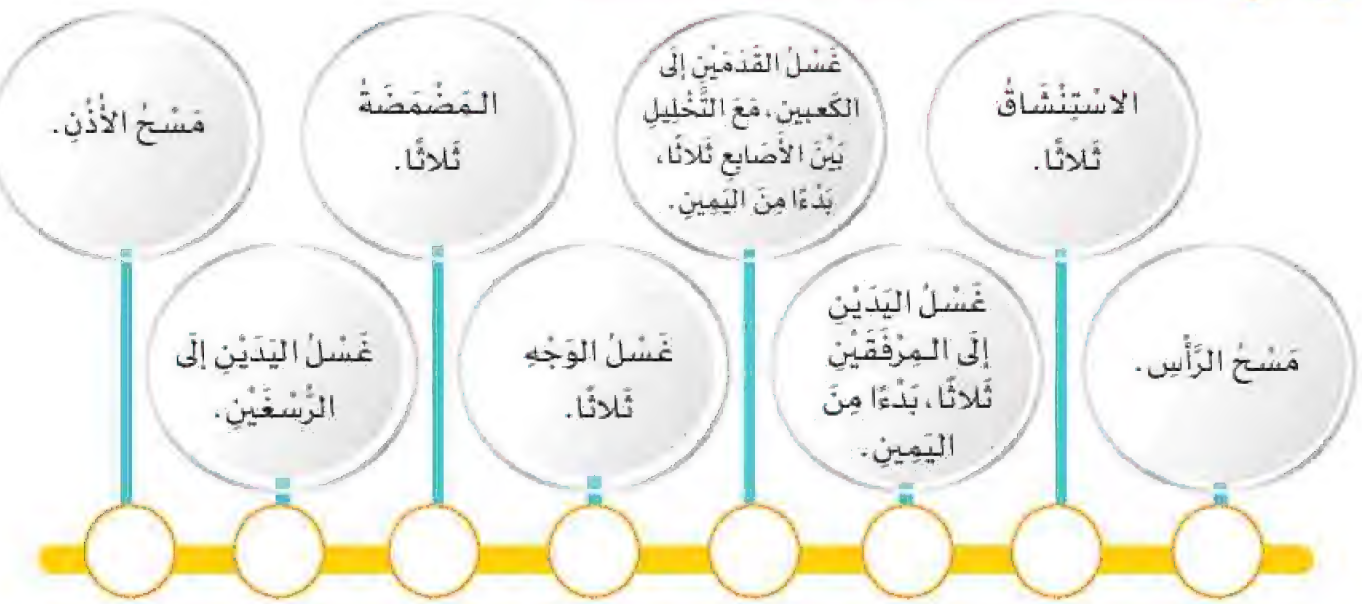 الاسْتِنْشَاقُ
ثَلاثًا.
غَسْلُ القَدَمَيْنِ إِلَى
الكَعبينِ، مَعَ التَّخْلِيلِ
بَيْنَ الأَصَابِعِ ثَلاثًا،
بَدْءًا مِنَ اليَمِينِ.
المَضْمَضَةُ
ثَلاثًا.
مَسْحُ الأُذُنِ.
مَسْحُ الرَّأْسِ.
غَسْلُ اليَدَيْنِ
إِلَى المِرْفَقَيْنِ
ثَلاثًا، بَدْءًا مِنَ
اليَمِينِ.
غَسْلُ الوَجْهِ
ثَلاثًا.
غَسْلُ اليَدَيْنِ إِلَى
الرُّسْغَيْنِ.